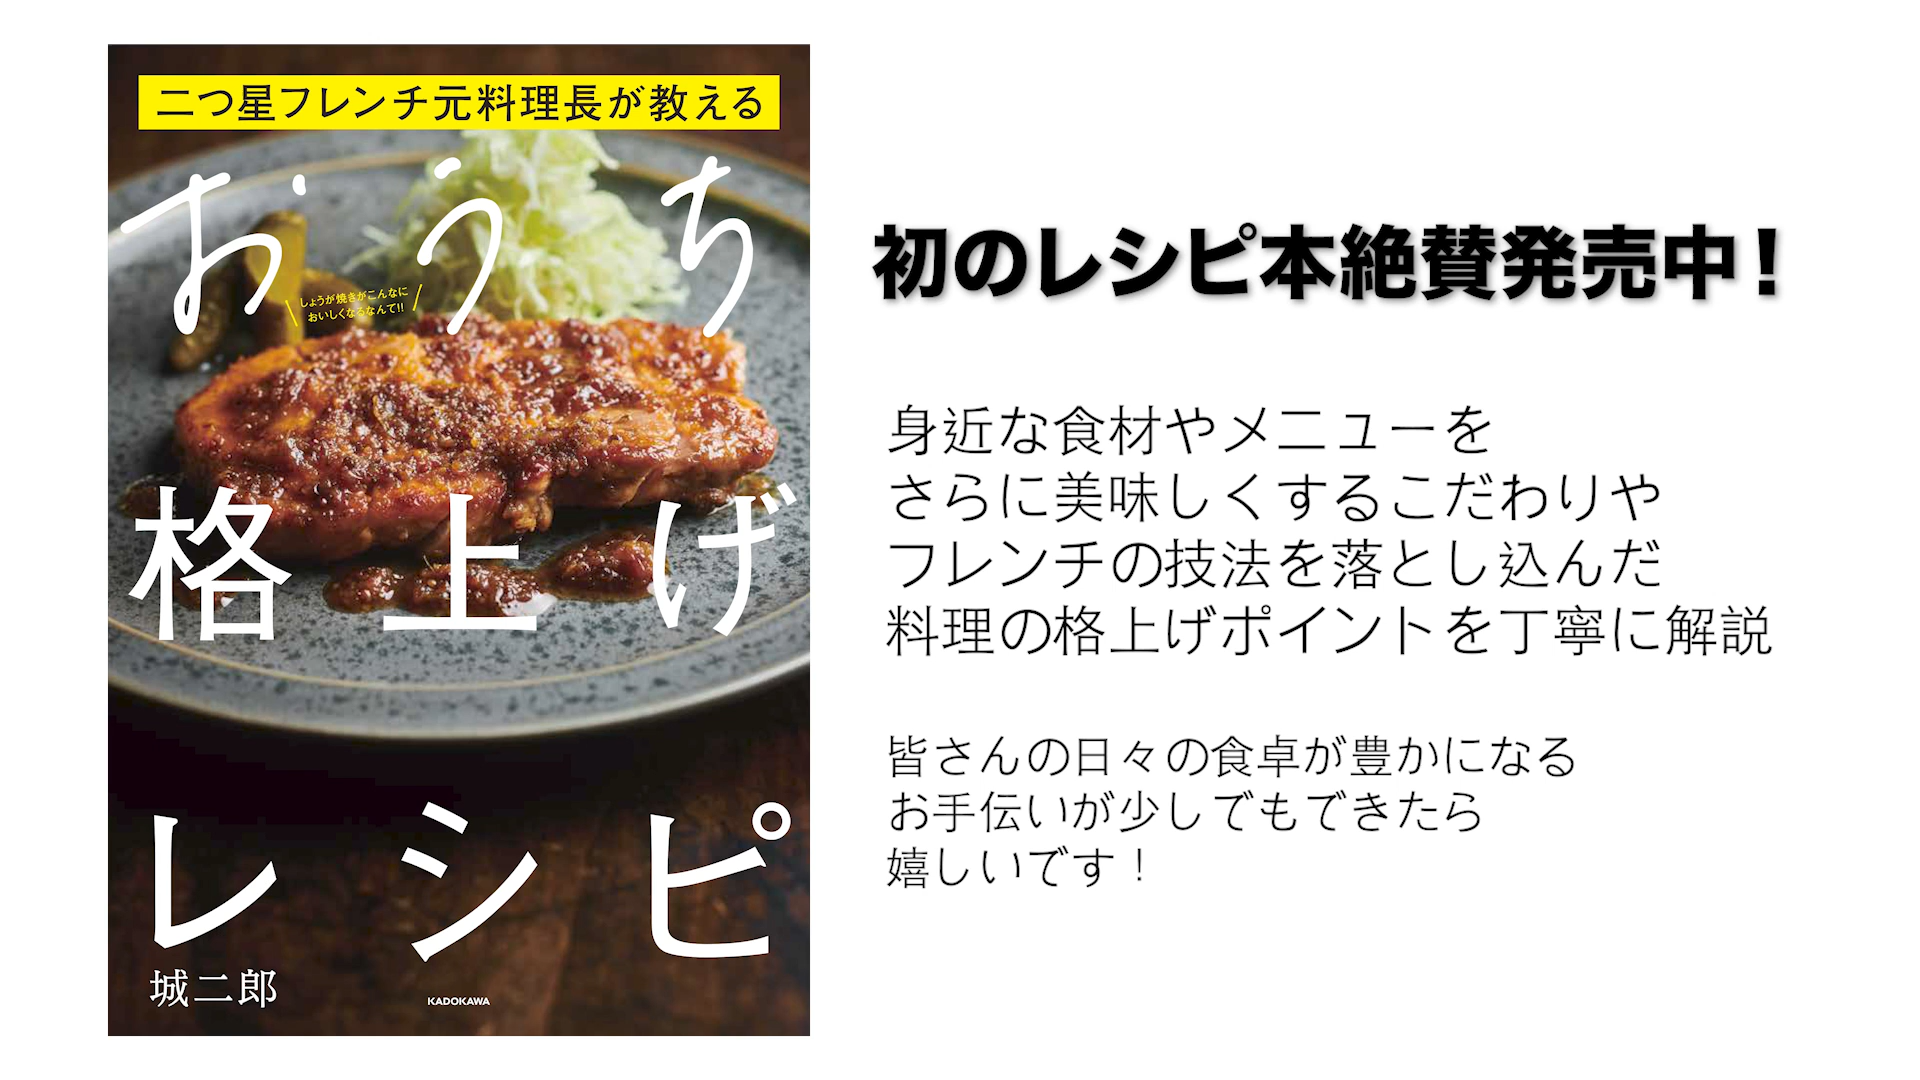 二つ星フレンチ元料理長が教える
おうち
しょうが焼きがこんなに
おいしくなるなんて!!
格上げ
レシピ
城二郎
KADOKAWA
初のレシピ本絶賛発売中！
身近な食材やメニューを
さらに美味しくするこだわりや
フレンチの技法を落とし込んだ
料理の格上げポイントを丁寧に解説
皆さんの日々の食卓が豊かになる
お手伝いが少しでもできたら
嬉しいです！